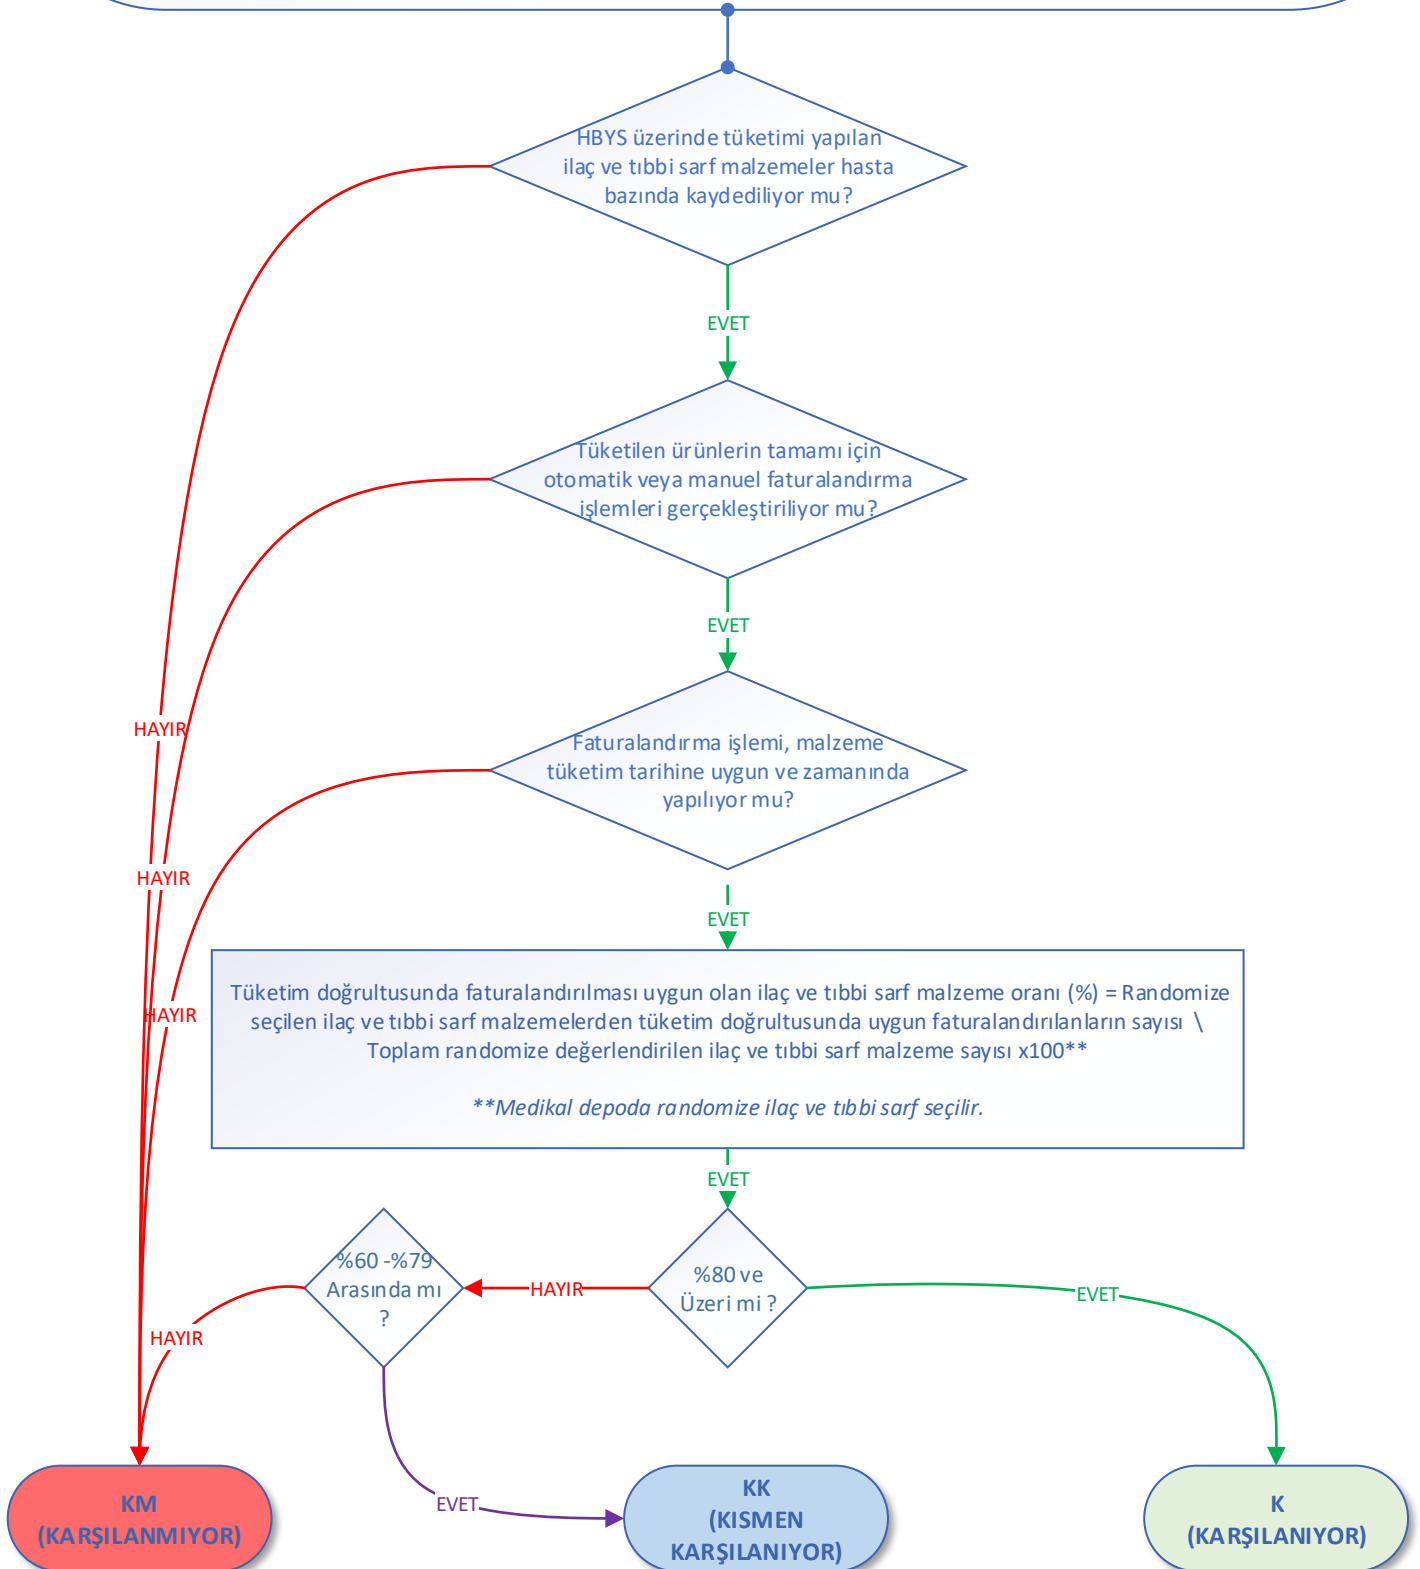 HBYS üzerinde tüketimi yapılan
ilaç ve tıbbi sarf malzemeler hasta
bazında kaydediliyor mu?
EVET
Tüketilen ürünlerin tamamı için
otomatik veya manuel faturalandırma
işlemleri gerçekleştiriliyor mu?
EVET
HAYIR
Faturalandırma işlemi, malzeme
tüketim tarihine uygun ve zamanında
yapılıyor mu?
HAYIR
EVET
HAYIR
Tüketim doğrultusunda faturalandırılması uygun olan ilaç ve tıbbi sarf malzeme oranı (%) = Randomize
seçilen ilaç ve tıbbi sarf malzemelerden tüketim doğrultusunda uygun faturalandırılanların sayısı \
Toplam randomize değerlendirilen ilaç ve tıbbi sarf malzeme sayısı x100**
**Medikal depoda randomize ilaç ve tıbbi sarf seçilir.
EVET
%60 -%79
Arasında mı
?
HAYIR
%80 ve
Üzeri mi ?
EVET
HAYIR
EVET
KM
(KARŞILANMIYOR)
KK
(KISMEN
KARŞILANIYOR)
K
(KARŞILANIYOR)